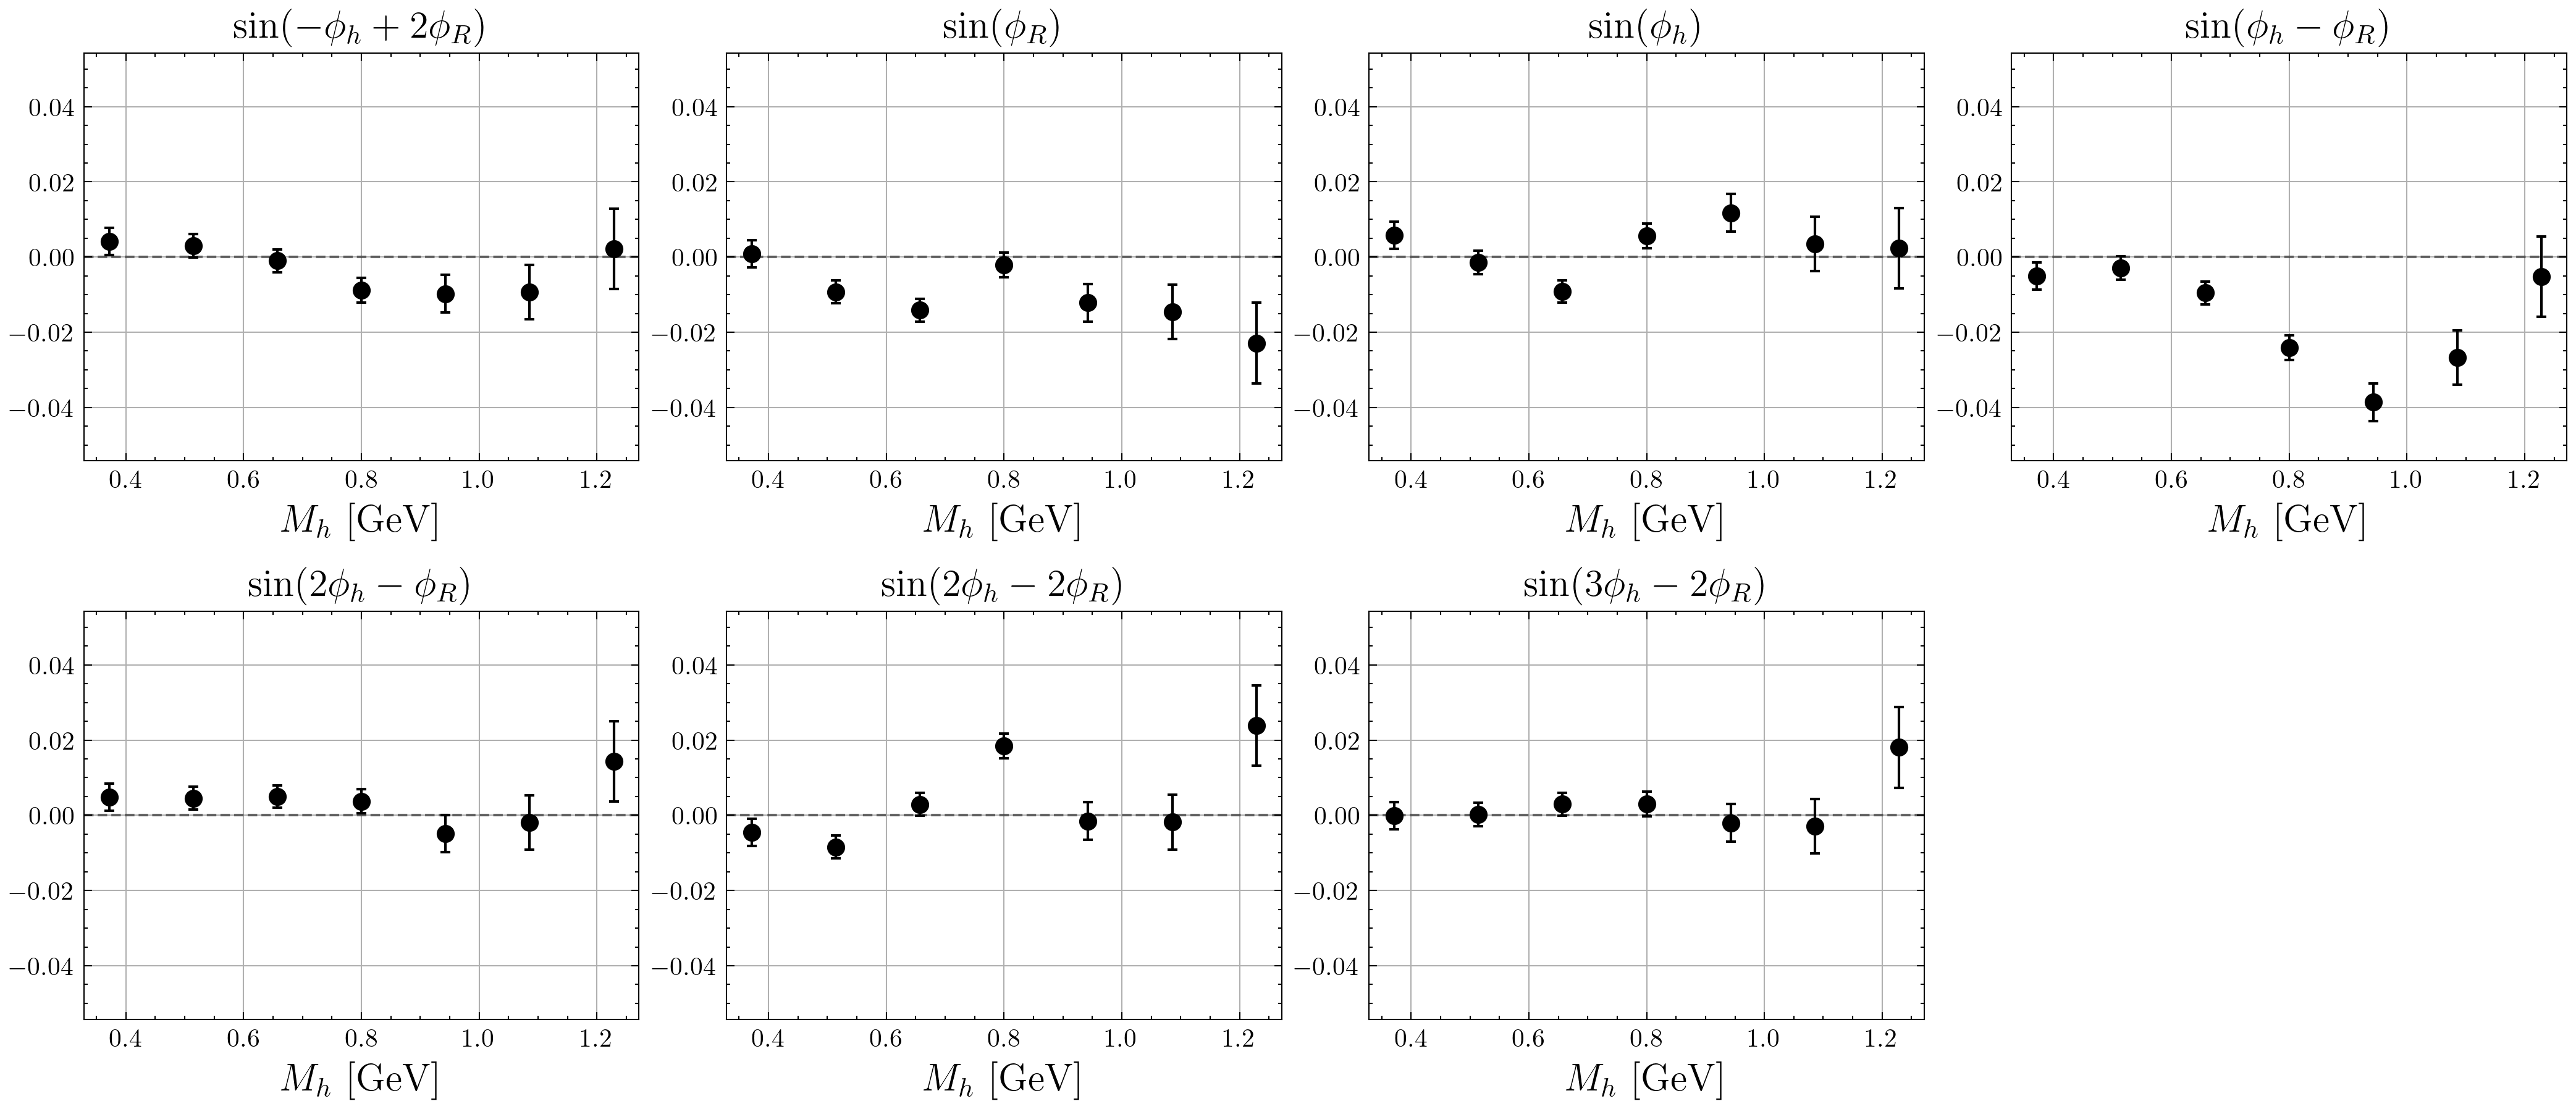 sin(−ϕ_h + 2ϕ_R) sin(ϕ_R) sin(ϕ_h) sin(ϕ_h − ϕ_R)
0.04 0.04 0.04 0.04
0.02 0.02 0.02 0.02
0.00 0.00 0.00 0.00
−0.02 −0.02 −0.02 −0.02
−0.04 −0.04 −0.04 −0.04
0.4 0.6 0.8 1.0 1.2 0.4 0.6 0.8 1.0 1.2 0.4 0.6 0.8 1.0 1.2 0.4 0.6 0.8 1.0 1.2
M_h [GeV] M_h [GeV] M_h [GeV] M_h [GeV]
sin(2ϕ_h − ϕ_R) sin(2ϕ_h − 2ϕ_R) sin(3ϕ_h − 2ϕ_R)
0.04 0.04 0.04
0.02 0.02 0.02
0.00 0.00 0.00
−0.02 −0.02 −0.02
−0.04 −0.04 −0.04
0.4 0.6 0.8 1.0 1.2 0.4 0.6 0.8 1.0 1.2 0.4 0.6 0.8 1.0 1.2
M_h [GeV] M_h [GeV] M_h [GeV]